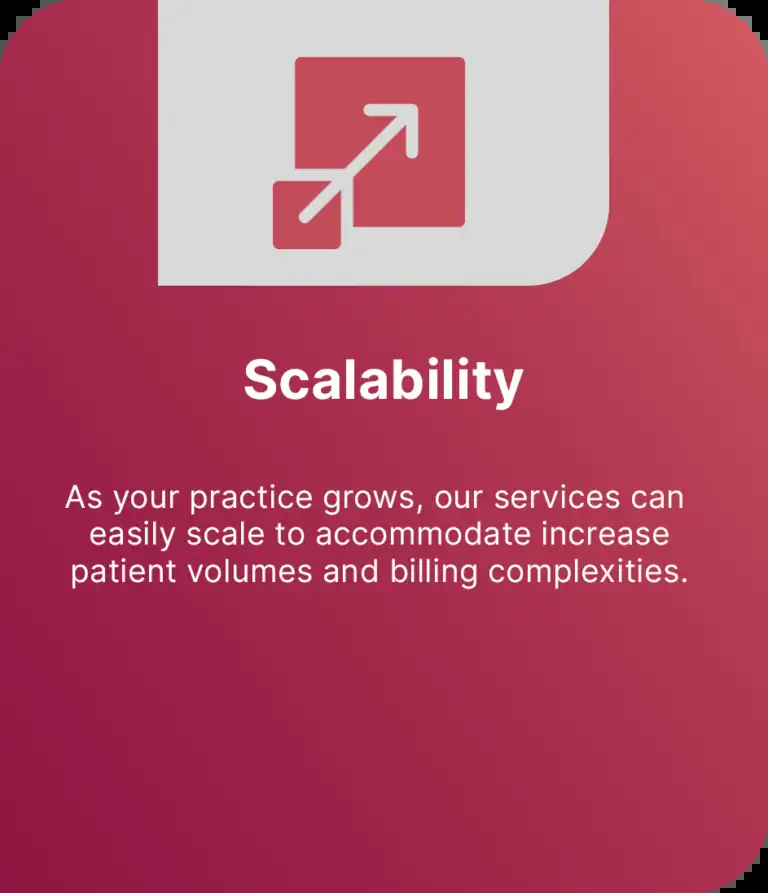 Scalability
As your practice grows, our services can
easily scale to accommodate increase
patient volumes and billing complexities.